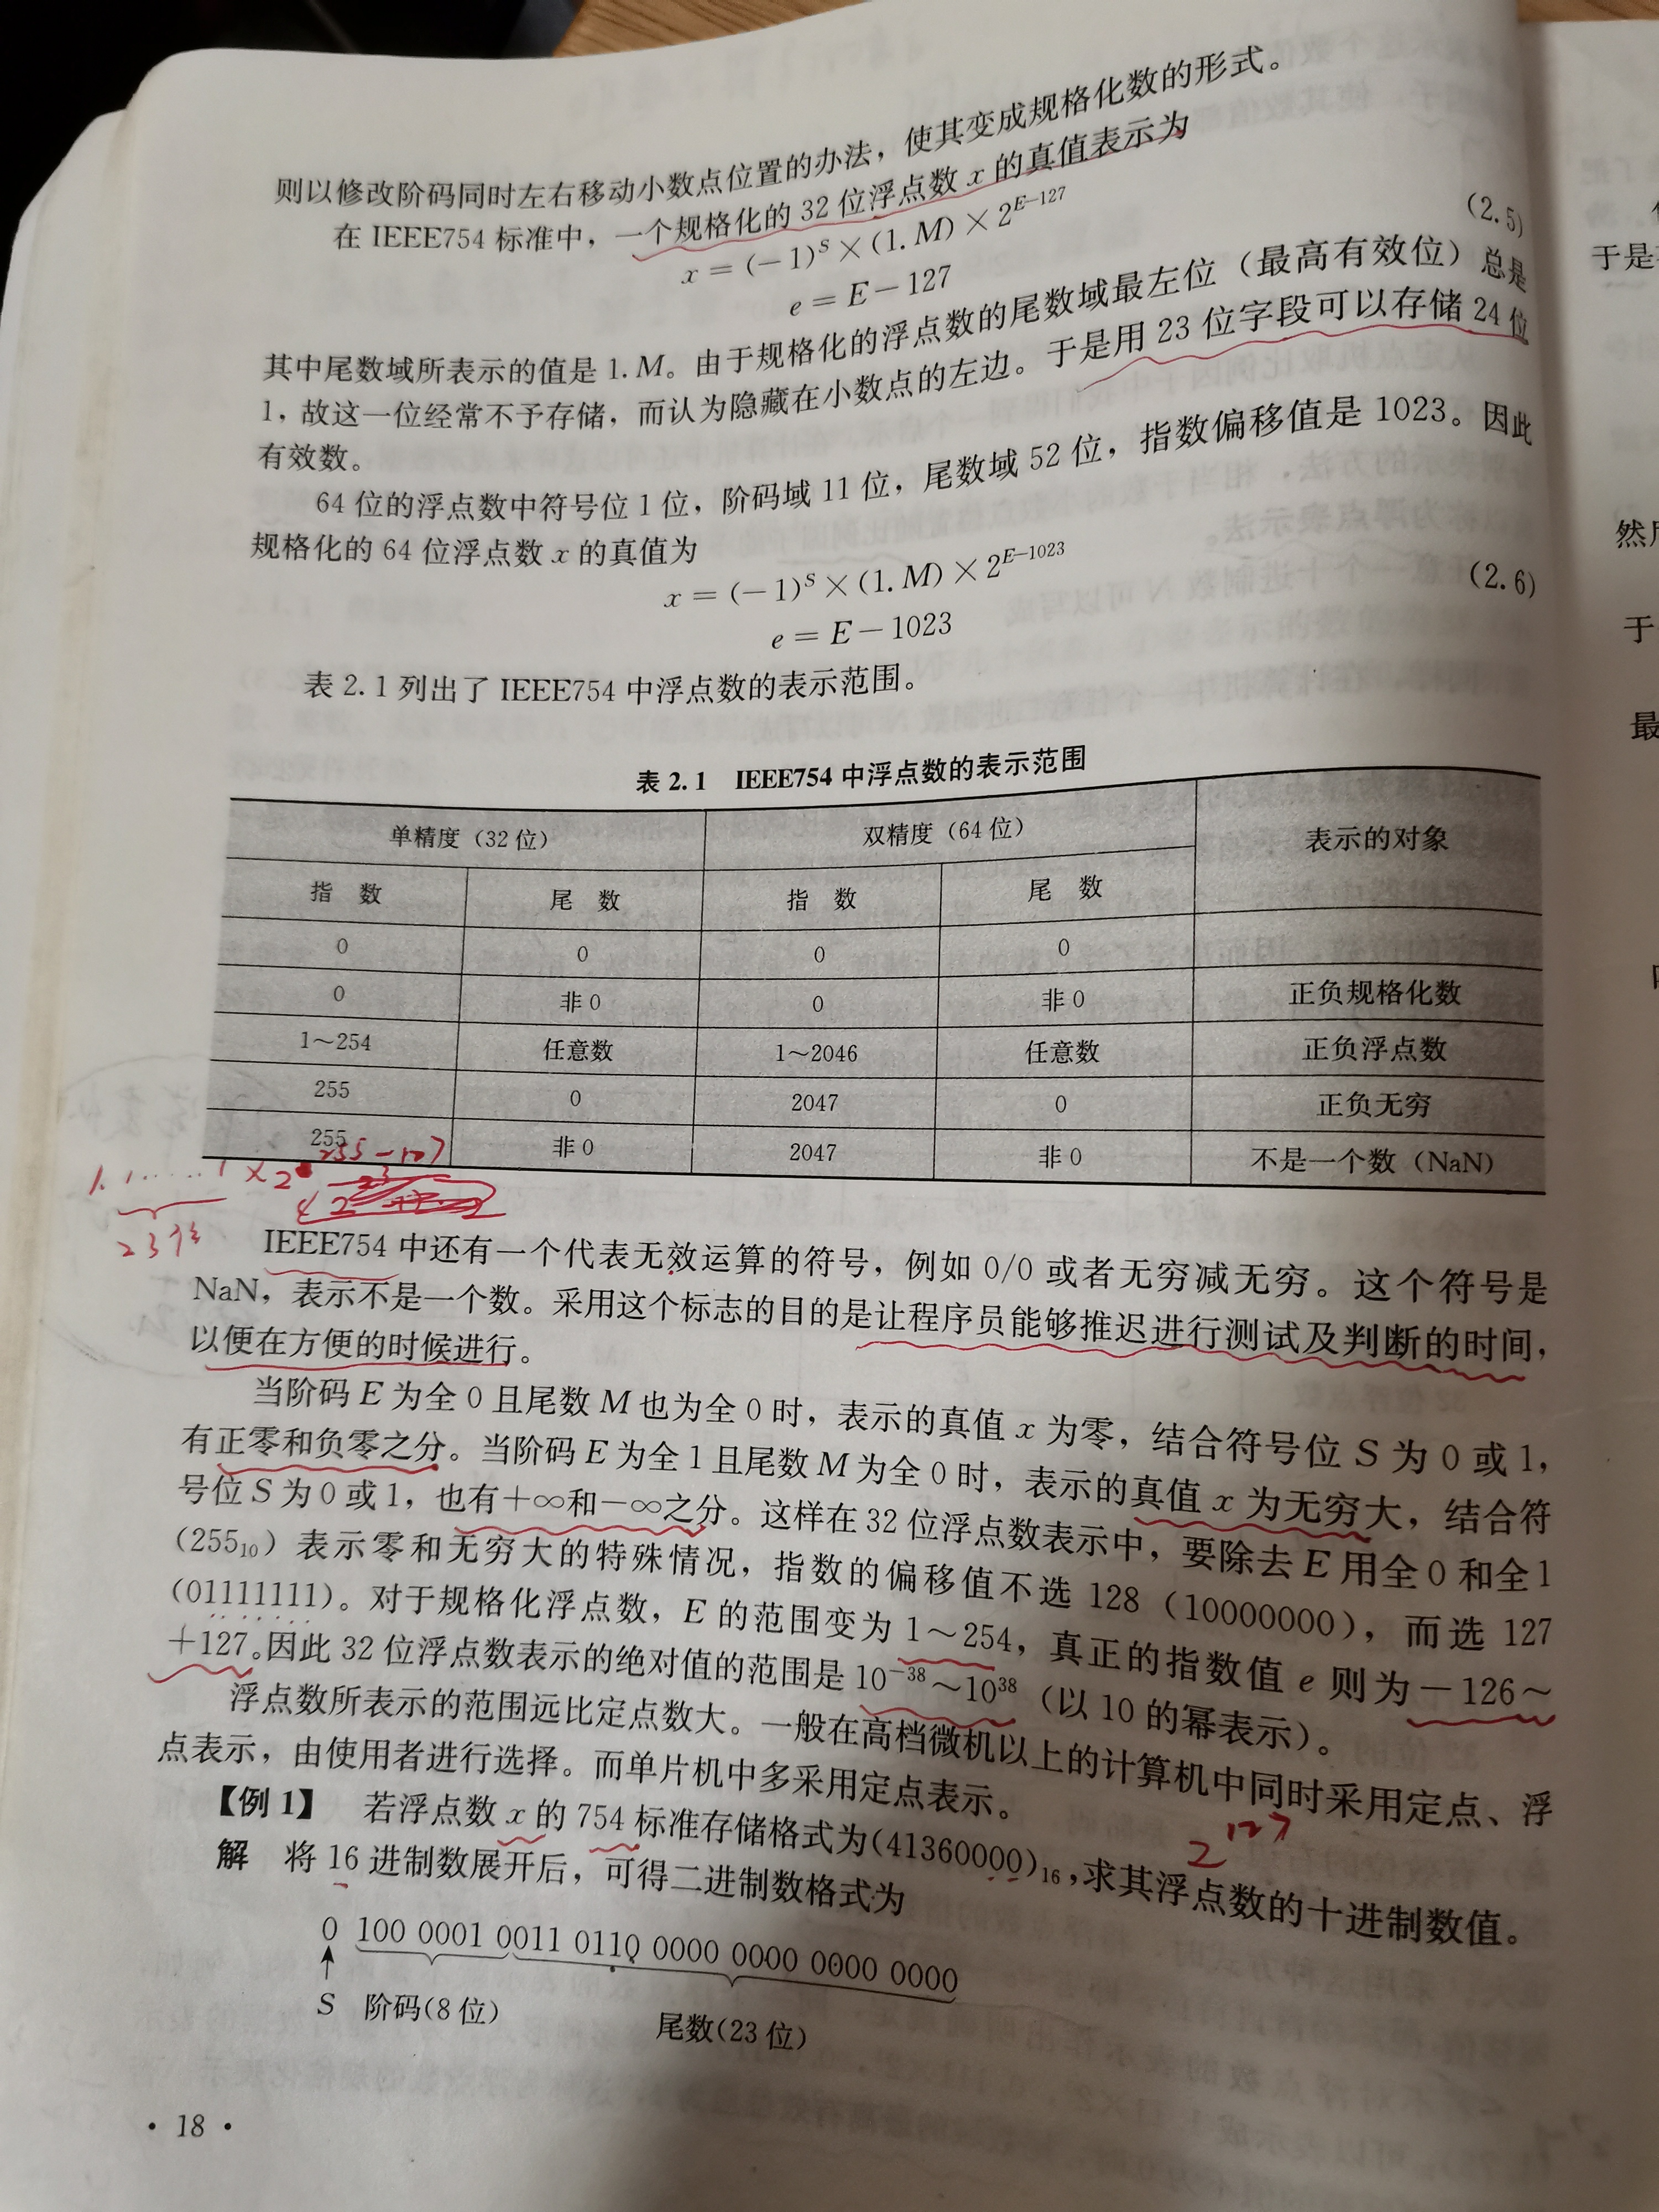 则以修改阶码同时左右移动小数点位置的办法，使其变成规格化数的形式。
在 IEEE754 标准中，一个规格化的 32 位浮点数 x 的真值表示为
x = (−1)^S × (1. M) × 2^{E−127} (2.5)
e = E − 127
其中尾数域所表示的值是 1. M。由于规格化的浮点数的尾数域最左位（最高有效位）总是
1，故这一位经常不予存储，而认为隐藏在小数点的左边。于是用 23 位字段可以存储 24 位
有效数。
64 位的浮点数中符号位 1 位，阶码域 11 位，尾数域 52 位，指数偏移值是 1023。因此
规格化的 64 位浮点数 x 的真值为
x = (−1)^S × (1. M) × 2^{E−1023} (2.6)
e = E − 1023
表 2.1 列出了 IEEE754 中浮点数的表示范围。
表 2.1 IEEE754 中浮点数的表示范围
单精度（32 位） 双精度（64 位） 表示的对象
指 数 尾 数 指 数 尾 数
0 0 0 0
0 非 0 0 非 0 正负规格化数
1～254 任意数 1～2046 任意数 正负浮点数
255 0 2047 0 正负无穷
255 非 0 2047 非 0 不是一个数（NaN）
1.1……1 × 2 255−127
23个
IEEE754 中还有一个代表无效运算的符号，例如 0/0 或者无穷减无穷。这个符号是
NaN，表示不是一个数。采用这个标志的目的是让程序员能够推迟进行测试及判断的时间，
以便在方便的时候进行。
当阶码 E 为全 0 且尾数 M 也为全 0 时，表示的真值 x 为零，结合符号位 S 为 0 或 1，
有正零和负零之分。当阶码 E 为全 1 且尾数 M 为全 0 时，表示的真值 x 为无穷大，结合符
号位 S 为 0 或 1，也有＋∞和－∞之分。这样在 32 位浮点数表示中，要除去 E 用全 0 和全 1
（255₁₀）表示零和无穷大的特殊情况，指数的偏移值不选 128（10000000），而选 127
（01111111）。对于规格化浮点数，E 的范围变为 1～254，真正的指数值 e 则为－126～
＋127。因此 32 位浮点数表示的绝对值的范围是 10^{−38}～10^{38}（以 10 的幂表示）。
浮点数所表示的范围远比定点数大。一般在高档微机以上的计算机中同时采用定点、浮
点表示，由使用者进行选择。而单片机中多采用定点表示。
2^{127}
【例 1】 若浮点数 x 的 754 标准存储格式为(41360000)₁₆，求其浮点数的十进制数值。
解 将 16 进制数展开后，可得二进制数格式为
0 100 0001 0011 0110 0000 0000 0000 0000
S 阶码(8 位) 尾数(23 位)
· 18 ·
(2.5)
于是
然后
于
最